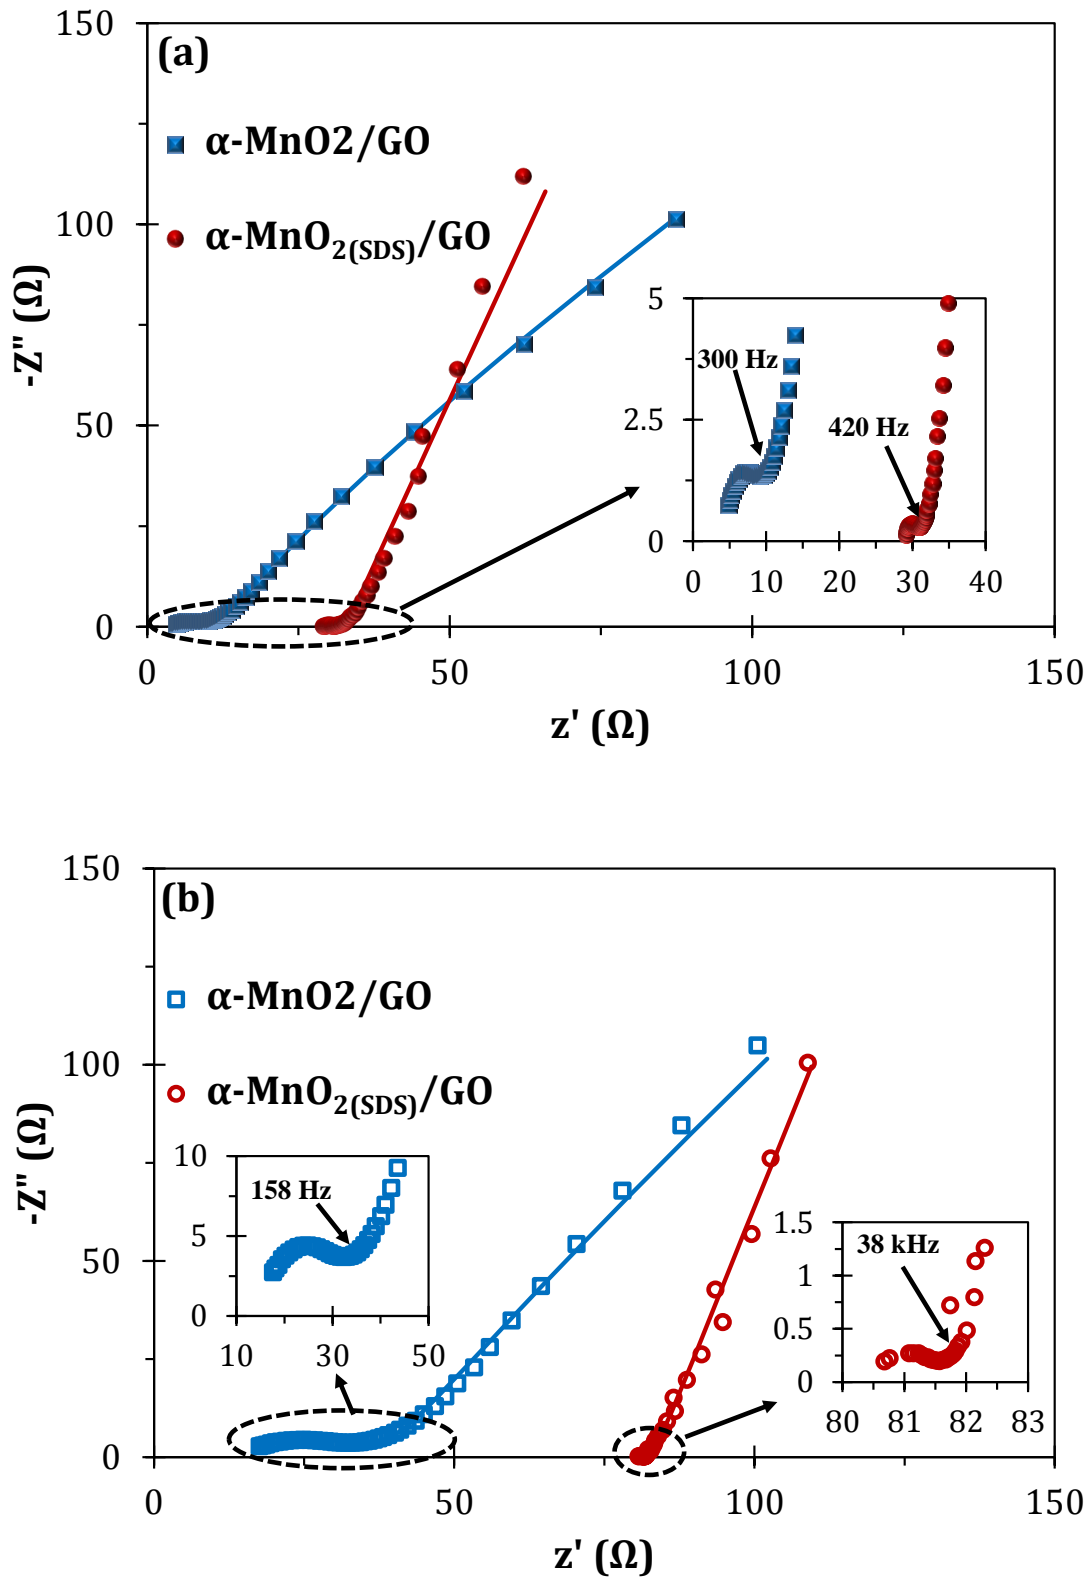 150
(a)
α-MnO2/GO
α-MnO2(SDS)/GO
100
50
0
-Z" (Ω)
5
300 Hz
2.5
420 Hz
0
0 10 20 30 40
0 50 100 150
z' (Ω)
150
(b)
α-MnO2/GO
α-MnO2(SDS)/GO
100
50
0
-Z" (Ω)
10
158 Hz
5
0
10 30 50
1.5
38 kHz
1
0.5
0
80 81 82 83
0 50 100 150
z' (Ω)